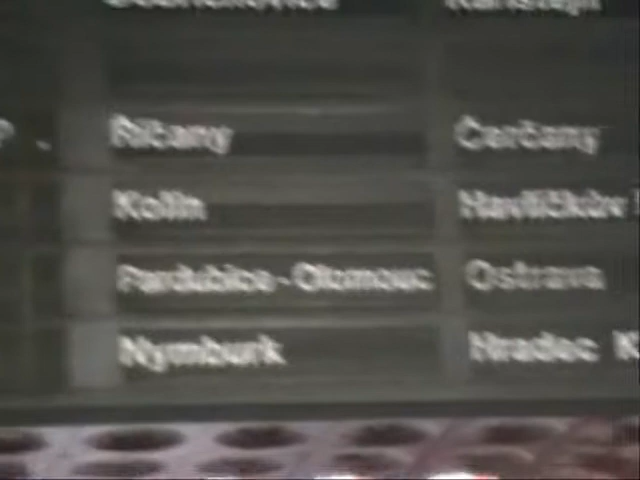 Říčany Čerčany
Kolín Havlíčkův
Pardubice - Olomouc Ostrava
Nymburk Hradec